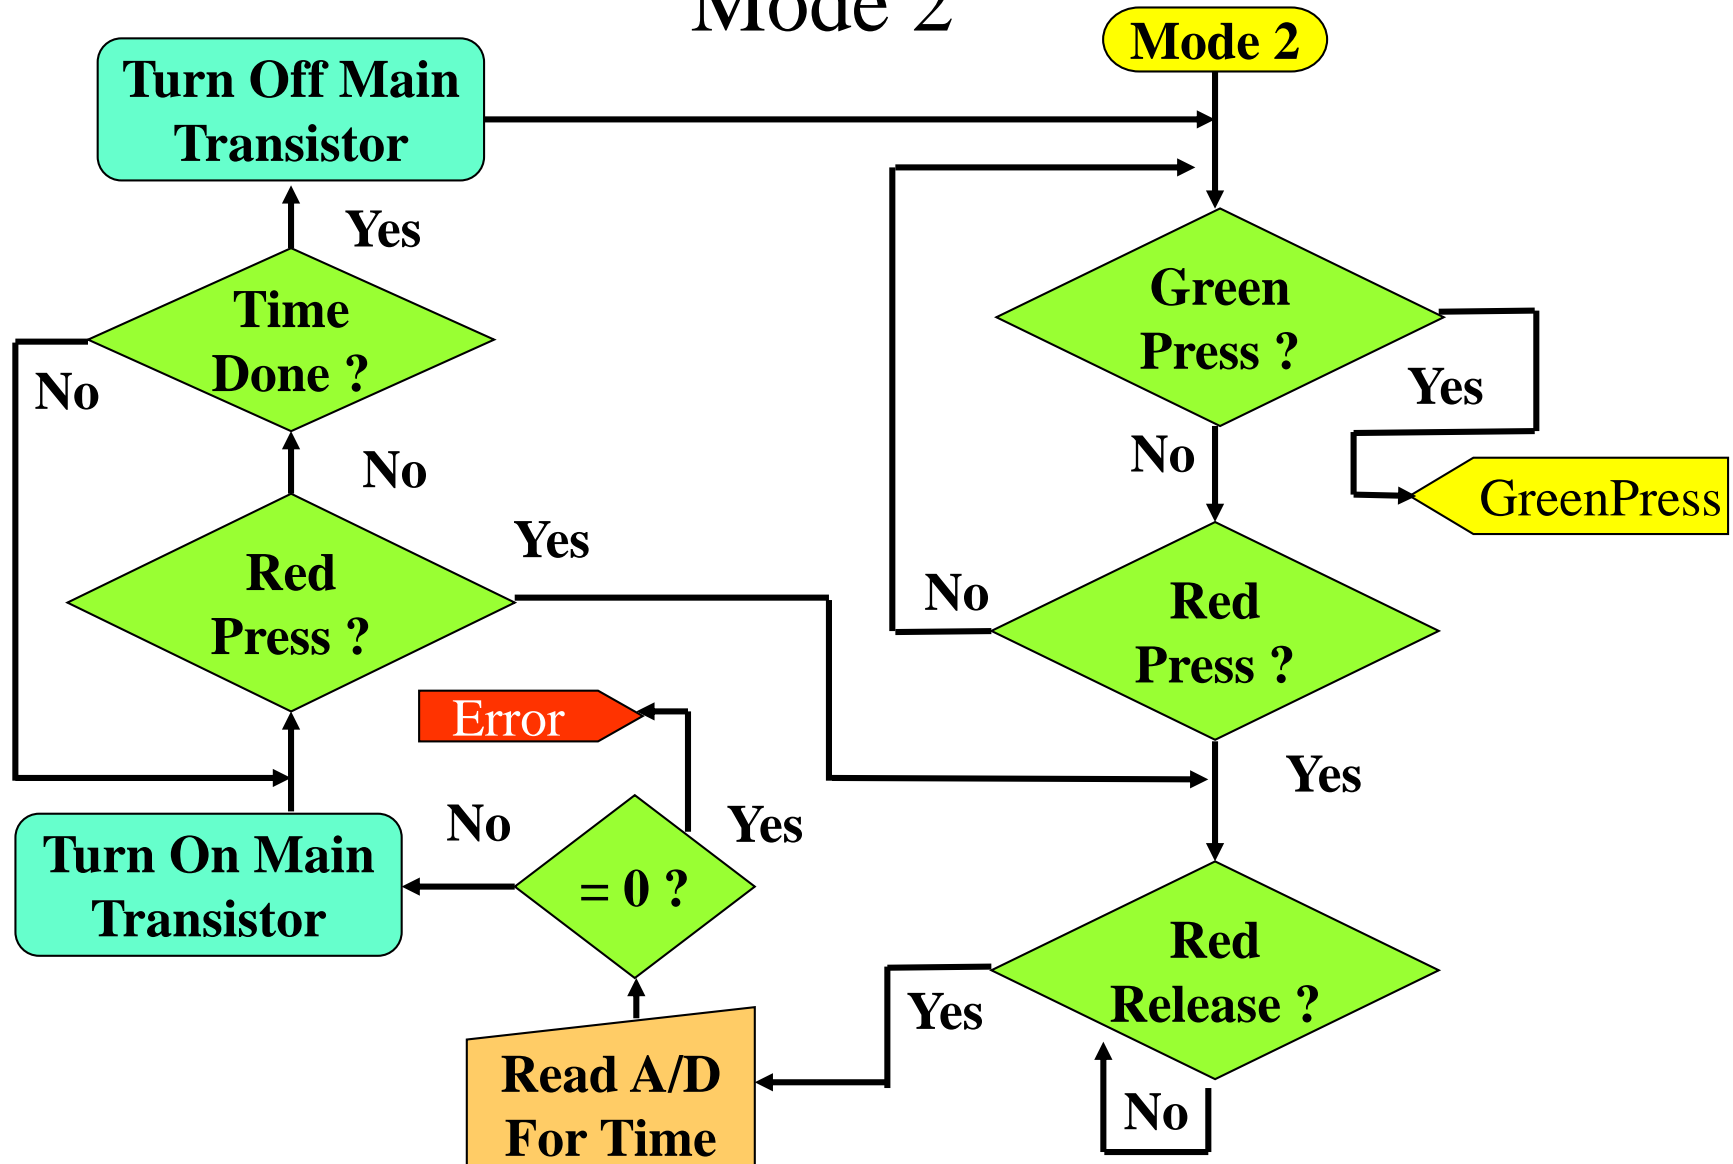 Mode 2
Mode 2
Turn Off Main
Transistor
Yes
Time
Done ?
No
No
Red
Press ?
Yes
Error
No
Yes
Turn On Main
Transistor
= 0 ?
Read A/D
For Time
Green
Press ?
Yes
No
GreenPress
No
Red
Press ?
Yes
Red
Release ?
Yes
No